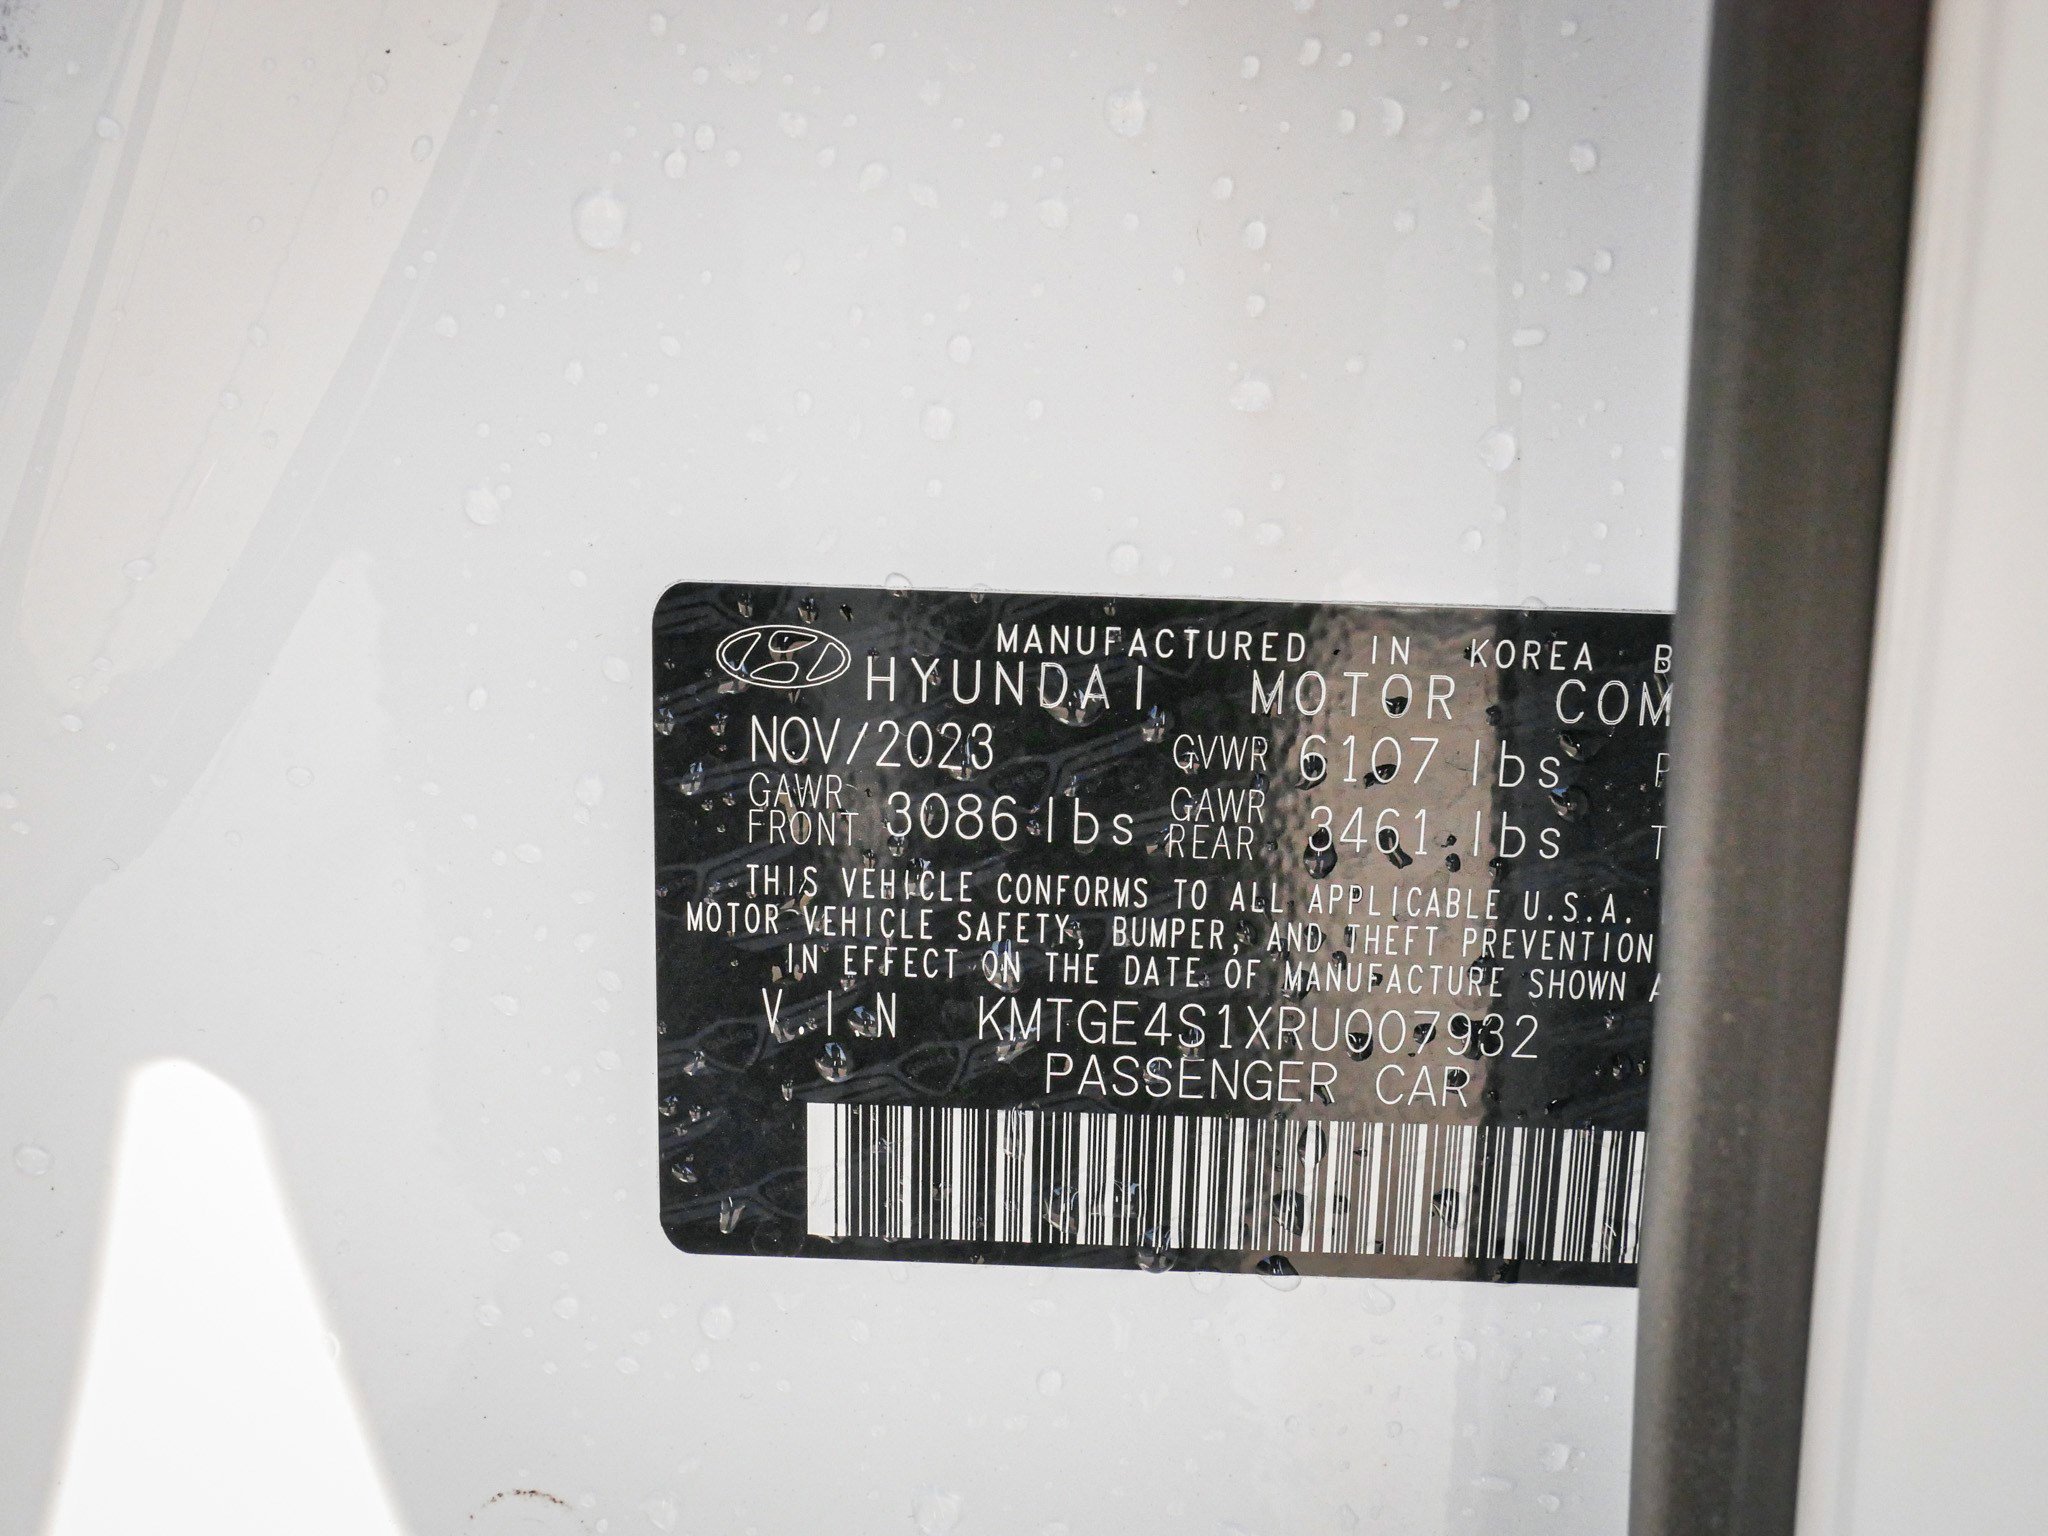 MANUFACTURED IN KOREA B
HYUNDAI MOTOR COM
NOV/2023 GVWR 6107 lbs P
GAWR FRONT 3086 lbs GAWR REAR 3461 lbs T
THIS VEHICLE CONFORMS TO ALL APPLICABLE U.S.A.
MOTOR VEHICLE SAFETY, BUMPER, AND THEFT PREVENTION
IN EFFECT ON THE DATE OF MANUFACTURE SHOWN A
V.I.N KMTGE4S1XRU007932
PASSENGER CAR